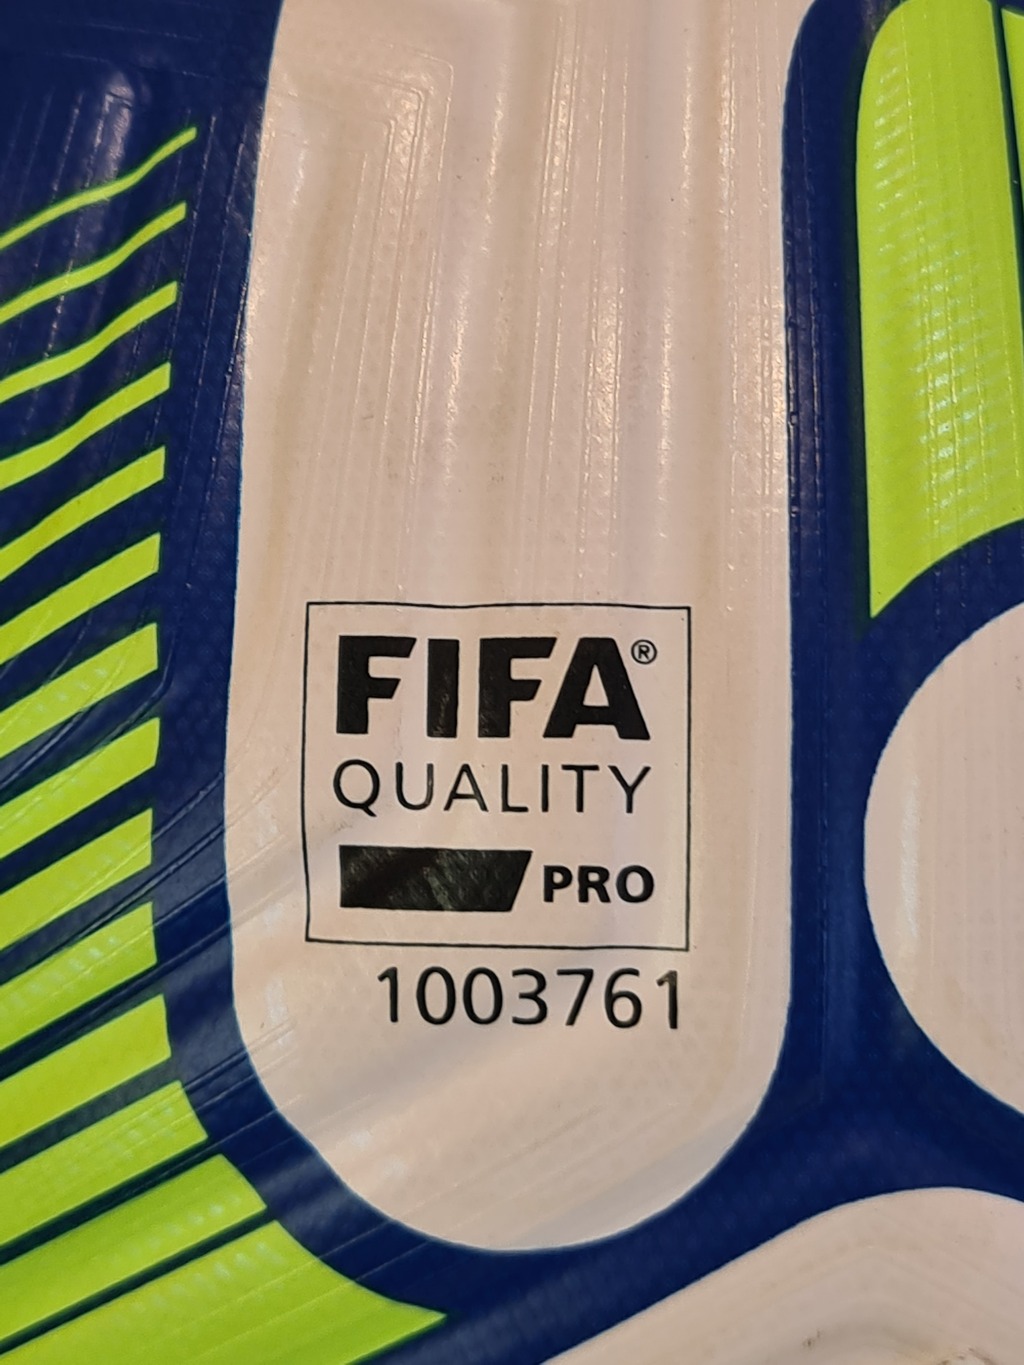 FIFA®
QUALITY
PRO
1003761